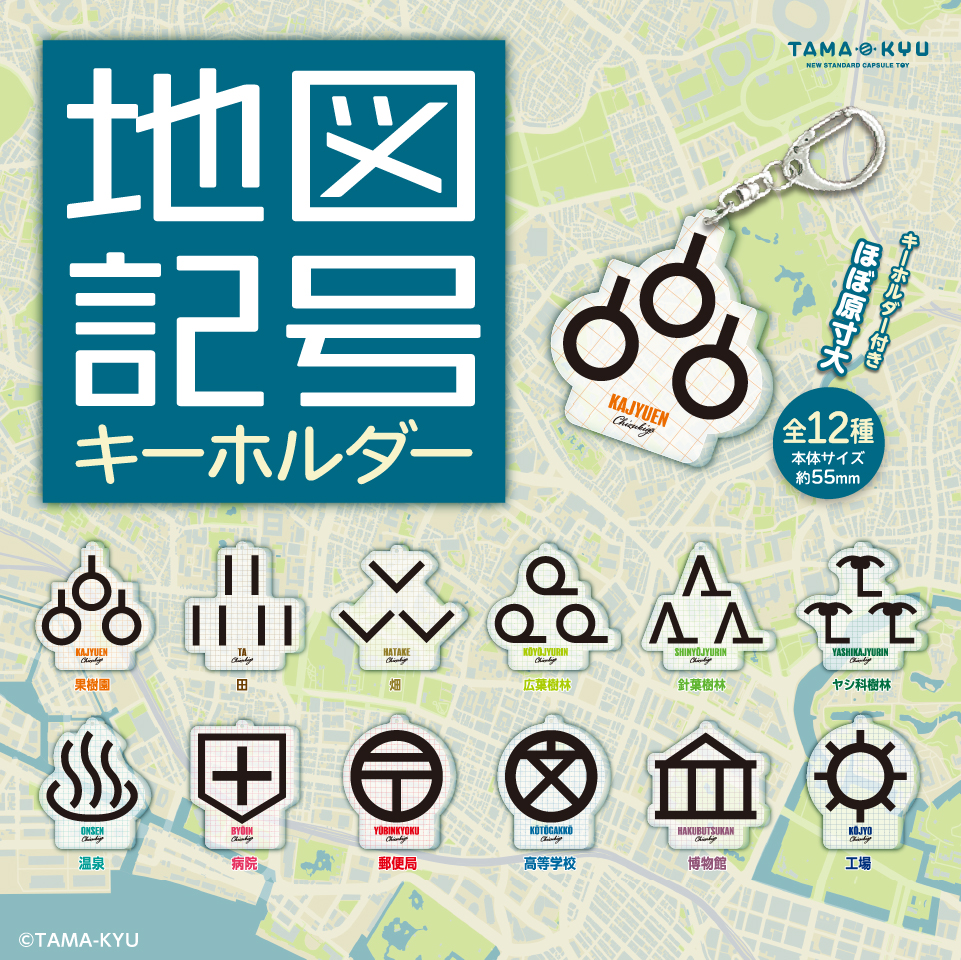 TAMA-KYU
NEW STANDARD CAPSULE TOY
地図
記号
キーホルダー
キーホルダー付き
ほぼ原寸大
KAJYUEN
Chizukigo
全12種
本体サイズ
約55mm
KAJYUEN
Chizukigo
果樹園
TA
Chizukigo
田
HATAKE
Chizukigo
畑
KŌYŌJYURIN
Chizukigo
広葉樹林
SHINYŌJYURIN
Chizukigo
針葉樹林
YASHIKAJYURIN
Chizukigo
ヤシ科樹林
ONSEN
Chizukigo
温泉
BYŌIN
Chizukigo
病院
YŪBINKYOKU
Chizukigo
郵便局
KŌTŌGAKKŌ
Chizukigo
高等学校
HAKUBUTSUKAN
Chizukigo
博物館
KŌJYO
Chizukigo
工場
©TAMA-KYU